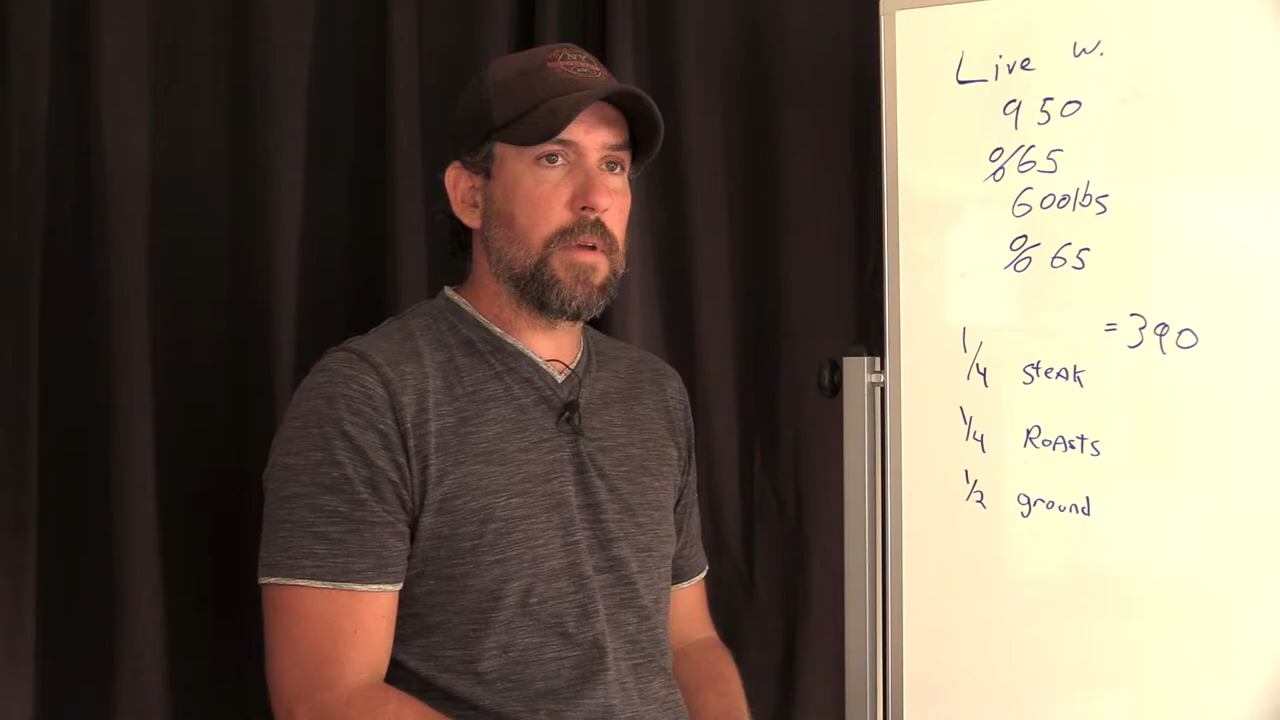 Live W.
950
%65
600lbs
% 65
= 390
1/4 Steak
1/4 Roasts
1/2 ground